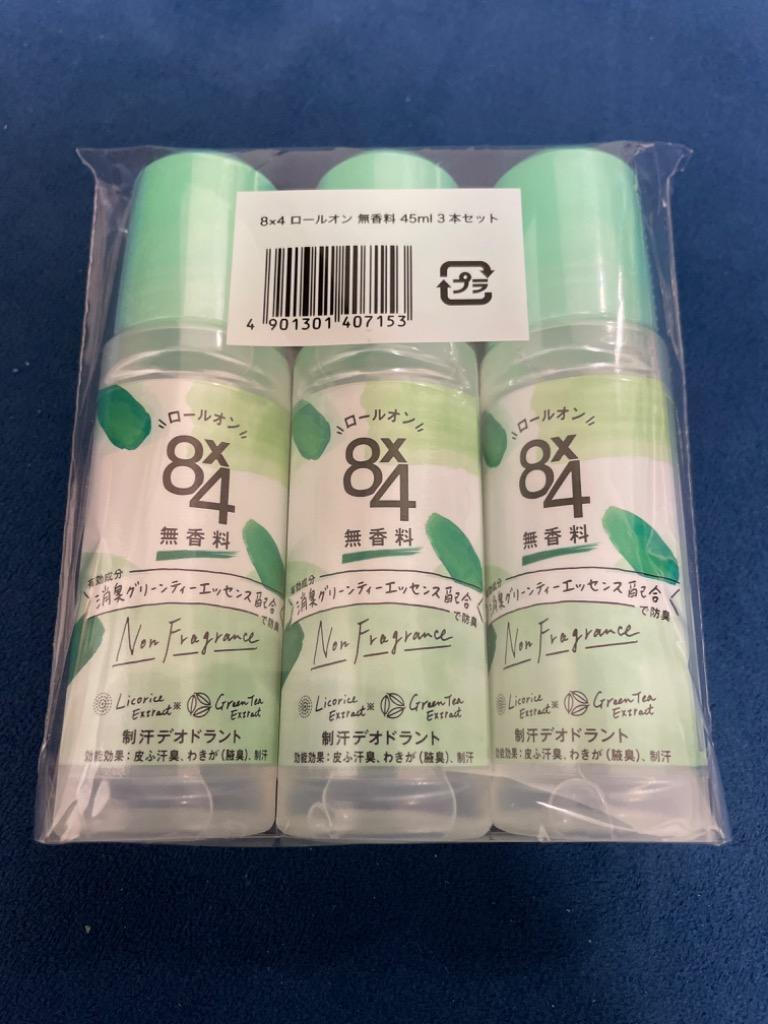 8x4 ロールオン 無香料 45ml 3本セット
プラ
4 901301 407153
ロールオン
8x4
無香料
有効成分
消臭グリーンティーエッセンス配合
で防臭
Non Fragrance
Licorice Extract※
Green Tea Extract
制汗デオドラント
効能効果:皮ふ汗臭、わきが(腋臭)、制汗
ロールオン
8x4
無香料
有効成分
消臭グリーンティーエッセンス配合
で防臭
Non Fragrance
Licorice Extract※
Green Tea Extract
制汗デオドラント
効能効果:皮ふ汗臭、わきが(腋臭)、制汗
ロールオン
8x4
無香料
消臭グリーンティーエッセンス配合
で防臭
Non Fragrance
Licorice Extract※
Green Tea Extract
制汗デオドラント
効能効果:皮ふ汗臭、わきが(腋臭)、制汗